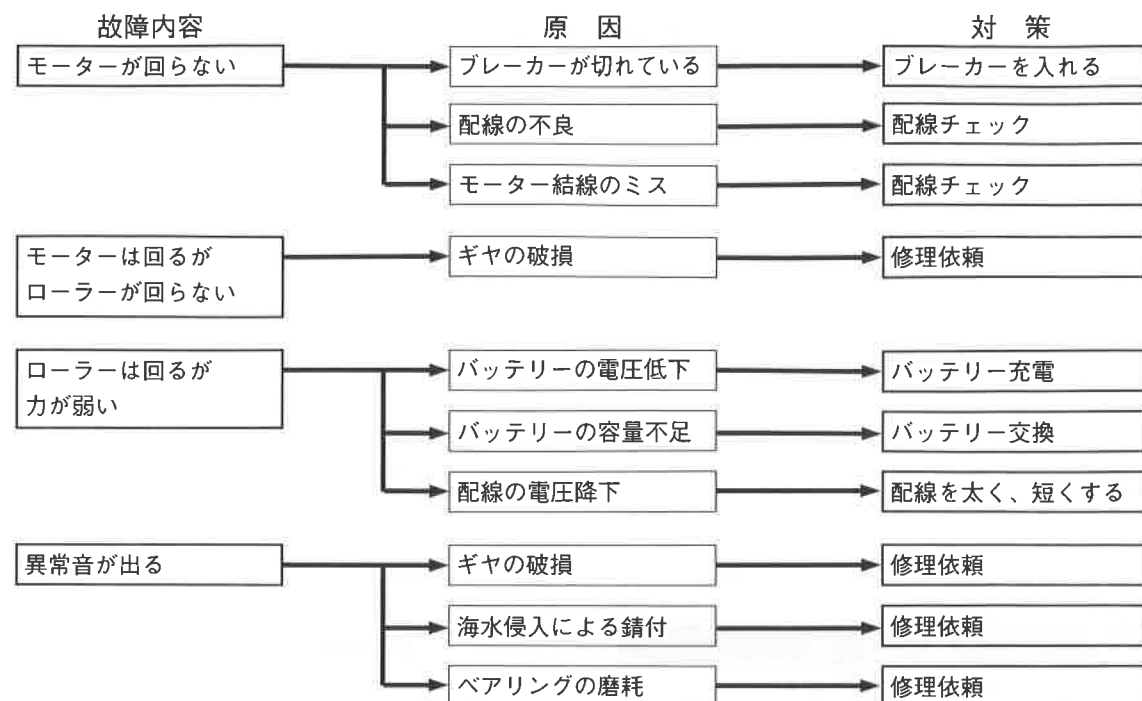 故障内容 原 因 対 策
モーターが回らない ブレーカーが切れている ブレーカーを入れる
配線の不良 配線チェック
モーター結線のミス 配線チェック
モーターは回るが ギヤの破損 修理依頼
ローラーが回らない
ローラーは回るが バッテリーの電圧低下 バッテリー充電
力が弱い
バッテリーの容量不足 バッテリー交換
配線の電圧降下 配線を太く、短くする
異常音が出る ギヤの破損 修理依頼
海水侵入による錆付 修理依頼
ベアリングの磨耗 修理依頼